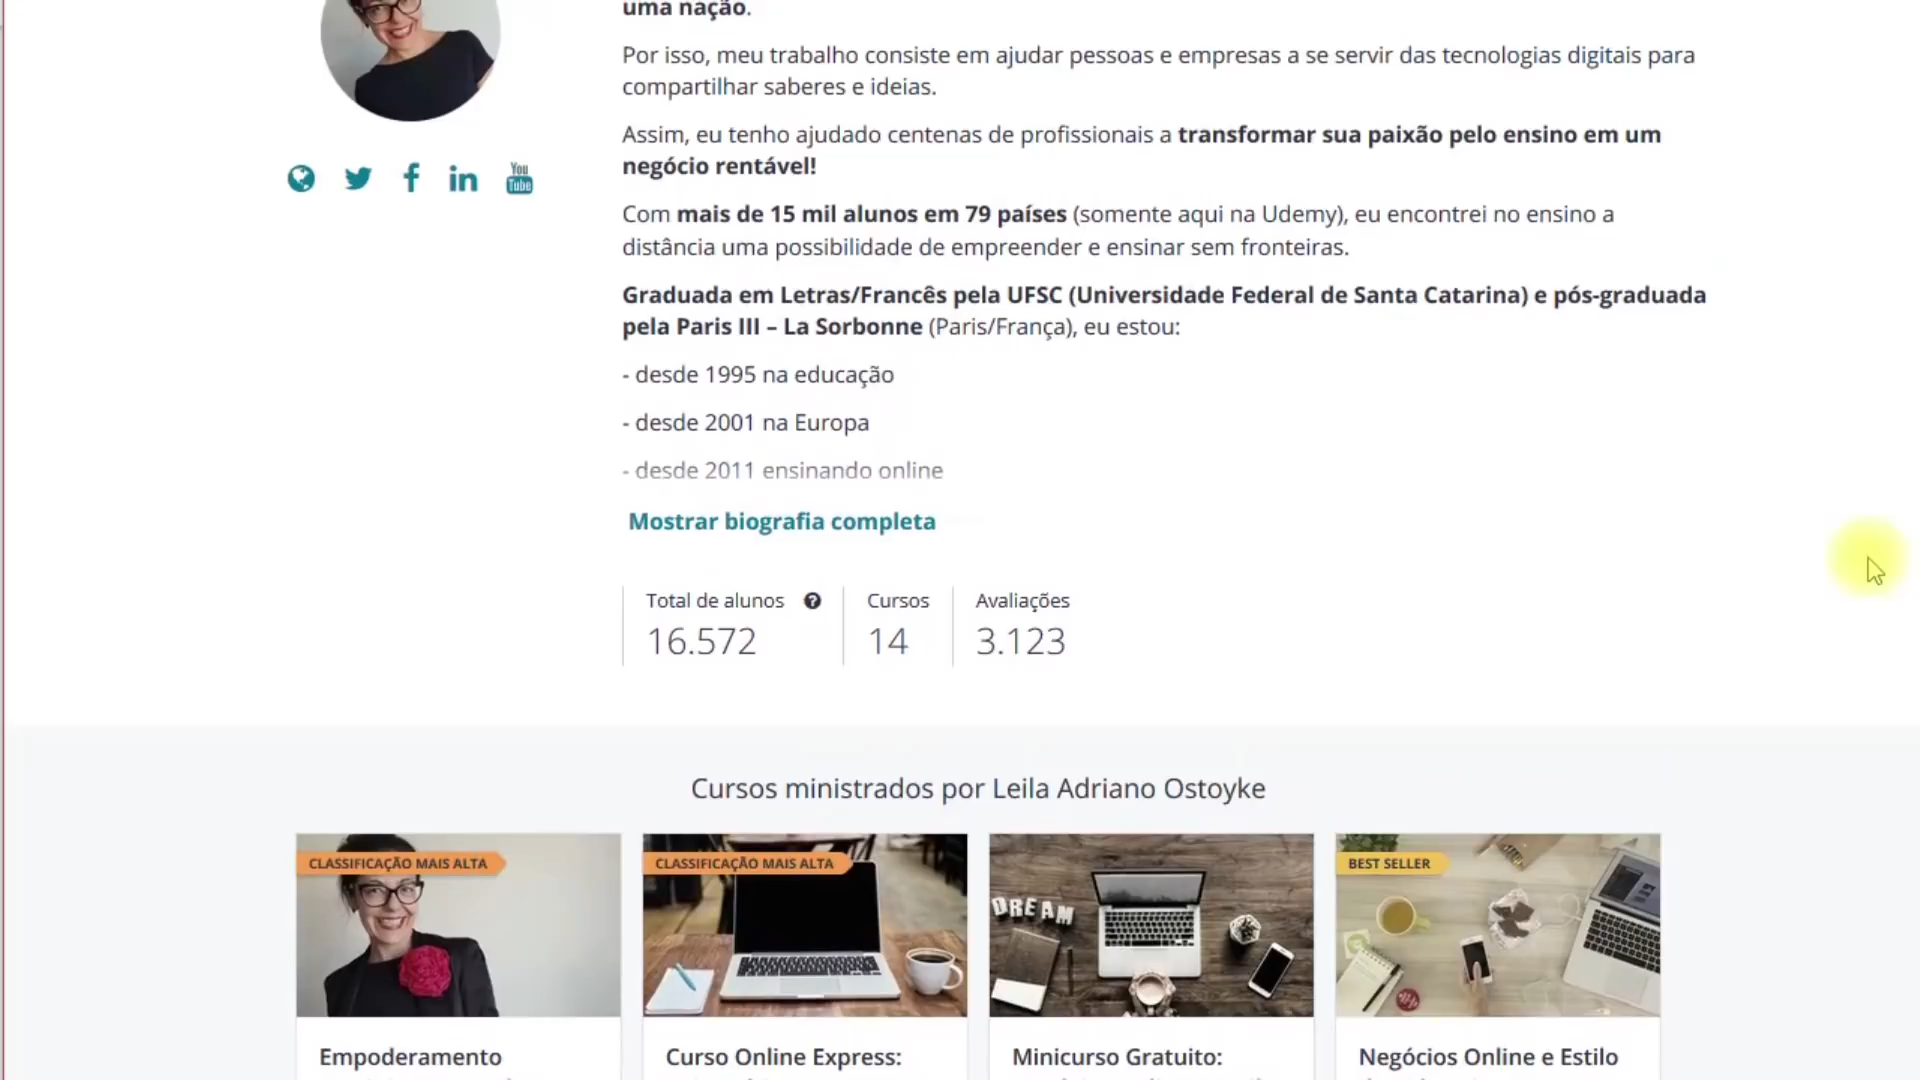 uma nação.
Por isso, meu trabalho consiste em ajudar pessoas e empresas a se servir das tecnologias digitais para
compartilhar saberes e ideias.
Assim, eu tenho ajudado centenas de profissionais a transformar sua paixão pelo ensino em um
negócio rentável!
You
Tube
Com mais de 15 mil alunos em 79 países (somente aqui na Udemy), eu encontrei no ensino a
distância uma possibilidade de empreender e ensinar sem fronteiras.
Graduada em Letras/Francês pela UFSC (Universidade Federal de Santa Catarina) e pós-graduada
pela Paris III – La Sorbonne (Paris/França), eu estou:
- desde 1995 na educação
- desde 2001 na Europa
- desde 2011 ensinando online
Mostrar biografia completa
Total de alunos ? Cursos Avaliações
16.572 14 3.123
Cursos ministrados por Leila Adriano Ostoyke
CLASSIFICAÇÃO MAIS ALTA
CLASSIFICAÇÃO MAIS ALTA
DREAM
BEST SELLER
Empoderamento
Curso Online Express:
Minicurso Gratuito:
Negócios Online e Estilo